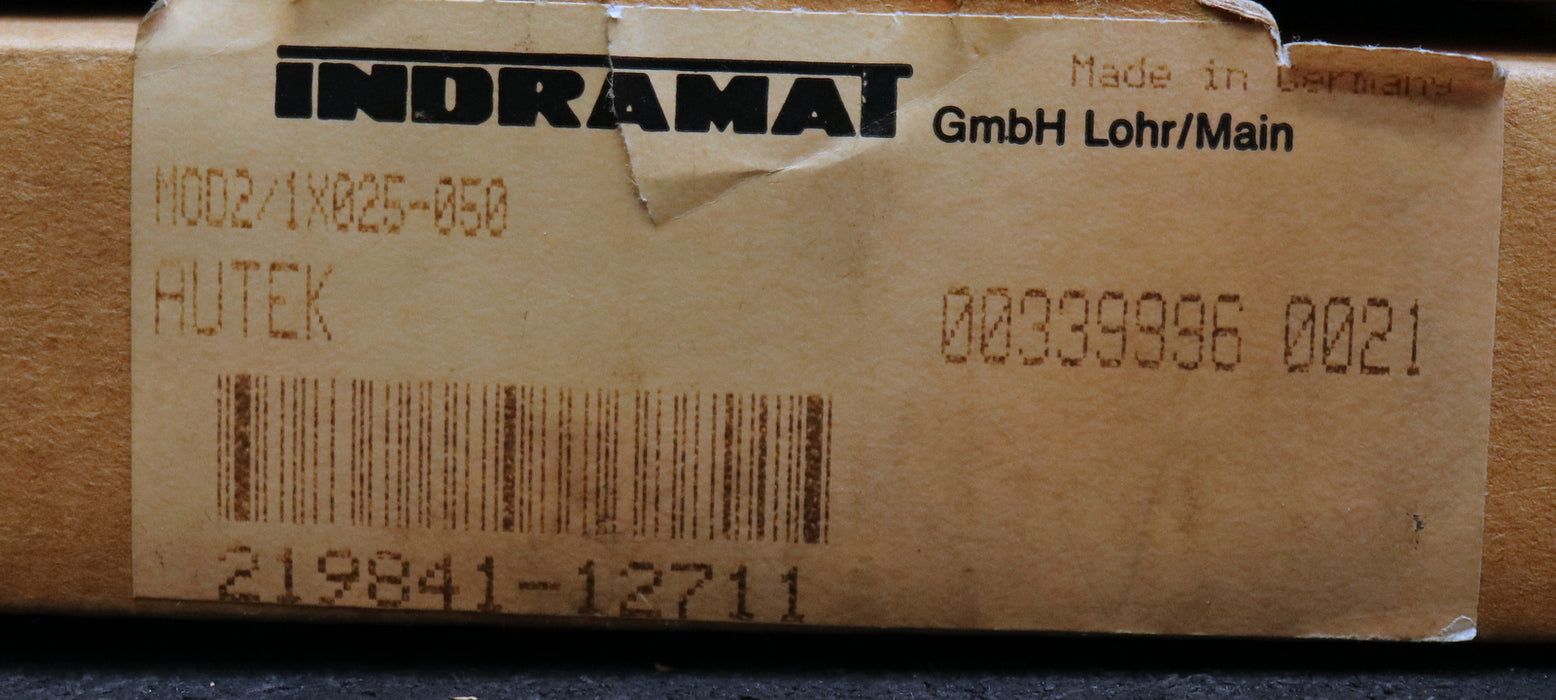 Made in Germany
INDRAMAT GmbH Lohr/Main
MOD2/1X025-050
AUTEK
00339996 0021
219841-12711